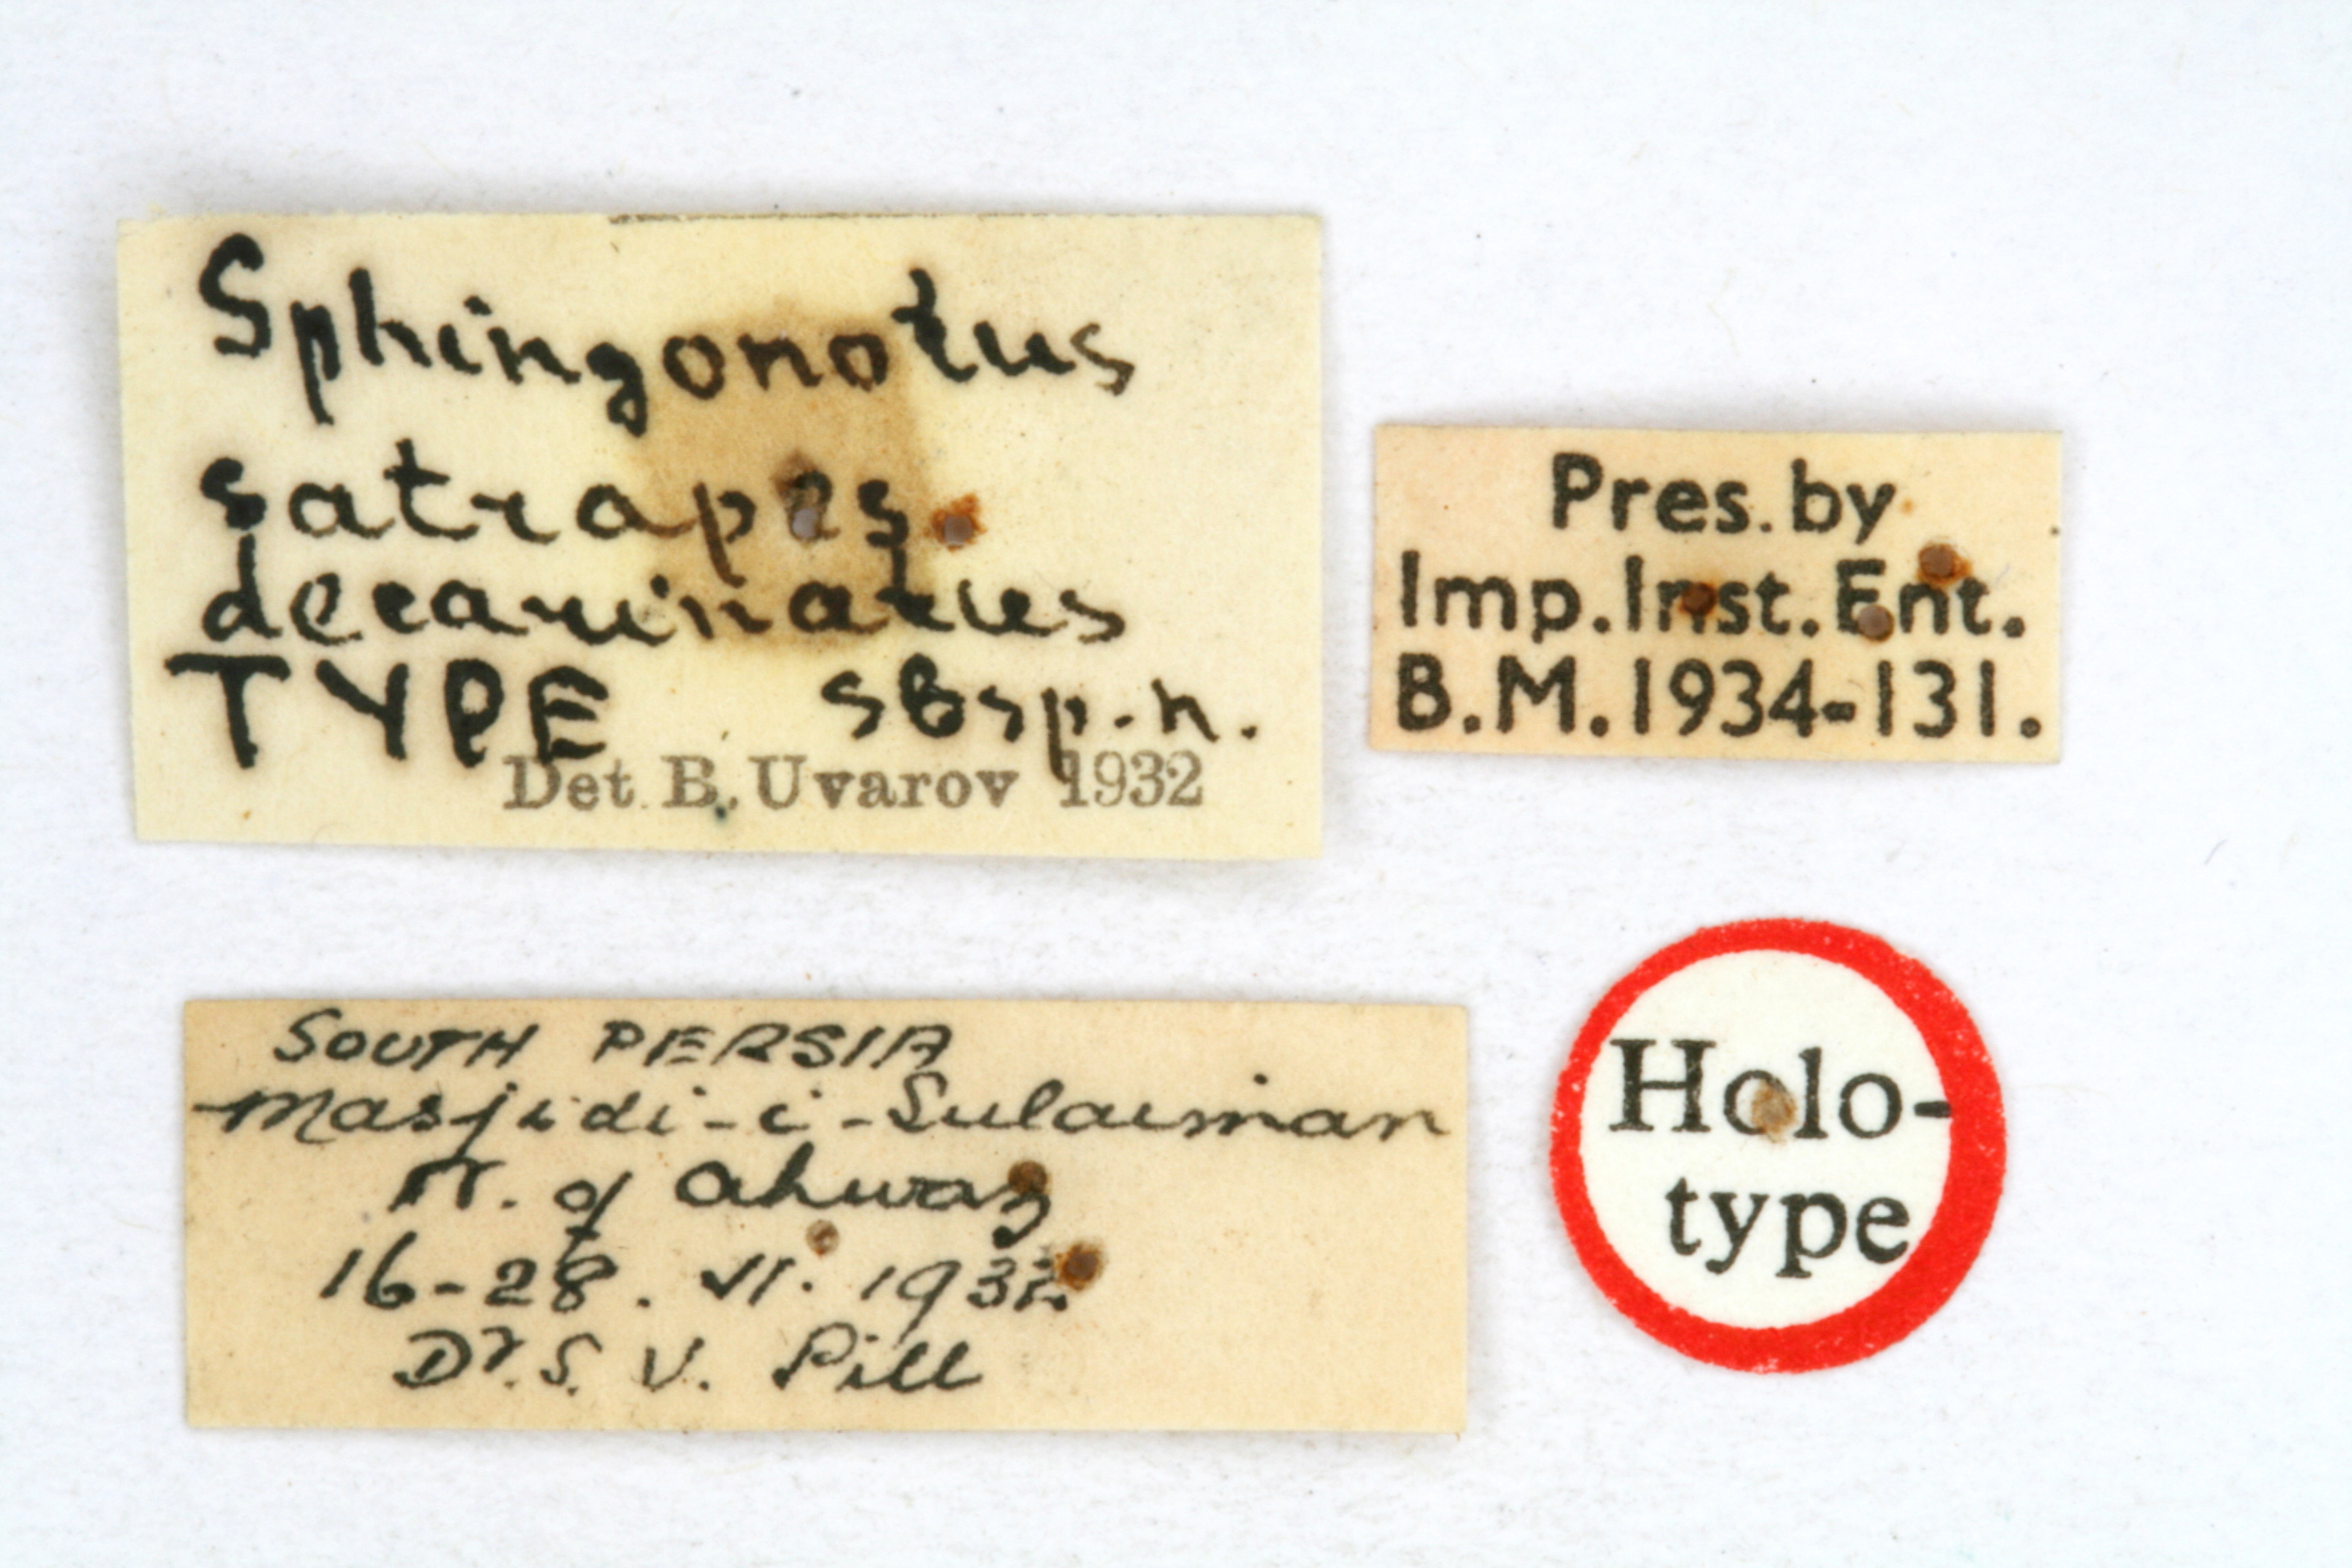 Sphingonotus
satrapes
decarinatus
TYPE sbsp. n.
Det. B. Uvarov 1932
Pres. by
Imp. Inst. Ent.
B.M. 1934-131.
SOUTH PERSIA
Masjidi-i-Sulaiman
N. of Ahwaz
16-28. VI. 1932
Dr. S. V. Pill
Holo-
type